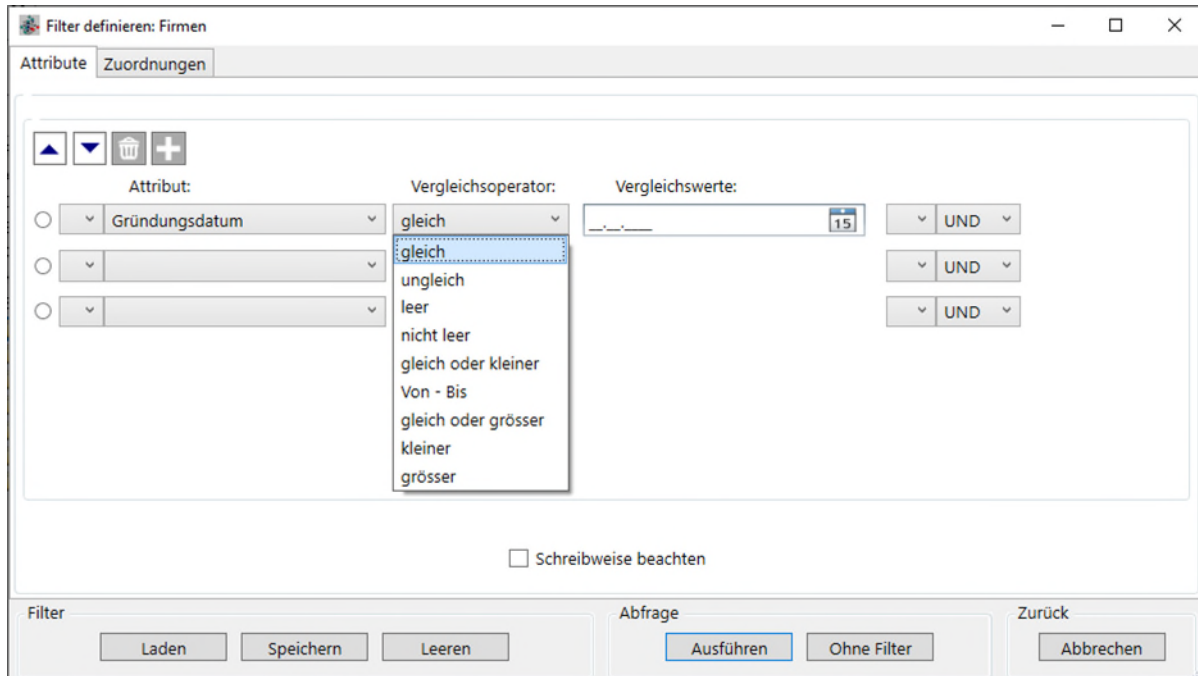 Filter definieren: Firmen
Attribute Zuordnungen
Attribut: Vergleichsoperator: Vergleichswerte:
Gründungsdatum gleich __.__.____ 15 UND
gleich
ungleich
leer
nicht leer
gleich oder kleiner
Von - Bis
gleich oder grösser
kleiner
grösser
UND
UND
Schreibweise beachten
Filter Abfrage Zurück
Laden Speichern Leeren Ausführen Ohne Filter Abbrechen